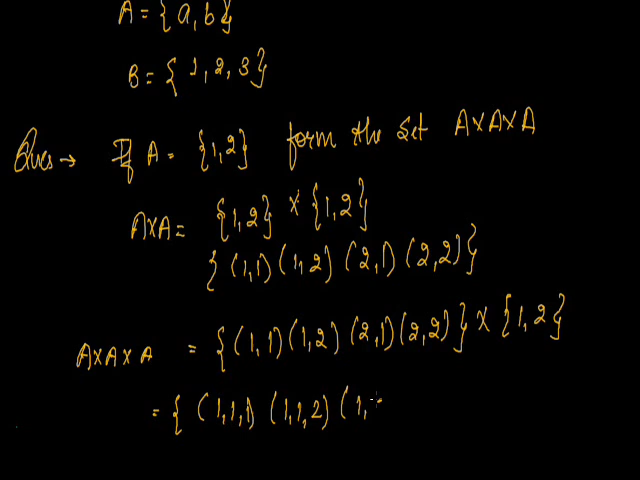 A = {a, b}
B = { 1, 2, 3}
Ques → If A = {1,2} form the set A×A×A
A×A = {1,2} × {1,2}
{ (1,1) (1,2) (2,1) (2,2)}
A×A×A = {(1,1) (1,2) (2,1) (2,2)} × {1,2}
= { (1,1,1) (1,1,2) (1,